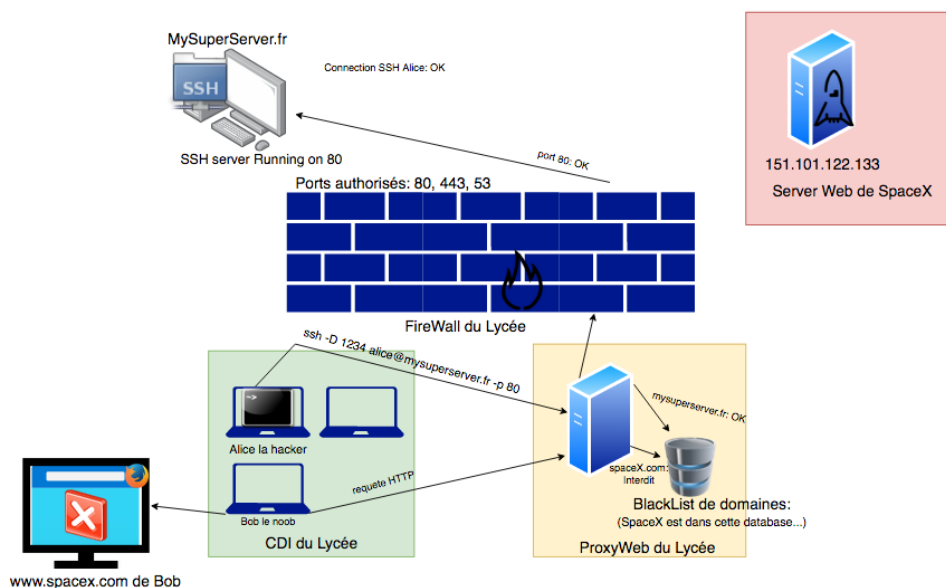 MySuperServer.fr
Connection SSH Alice: OK
SSH
SSH server Running on 80
port 80: OK
151.101.122.133
Server Web de SpaceX
Ports authorisés: 80, 443, 53
FireWall du Lycée
ssh -D 1234 alice@mysuperserver.fr -p 80
Alice la hacker
mysuperserver.fr: OK
spaceX.com:
Interdit
requete HTTP
BlackList de domaines:
(SpaceX est dans cette database...)
Bob le noob
CDI du Lycée
ProxyWeb du Lycée
www.spacex.com de Bob